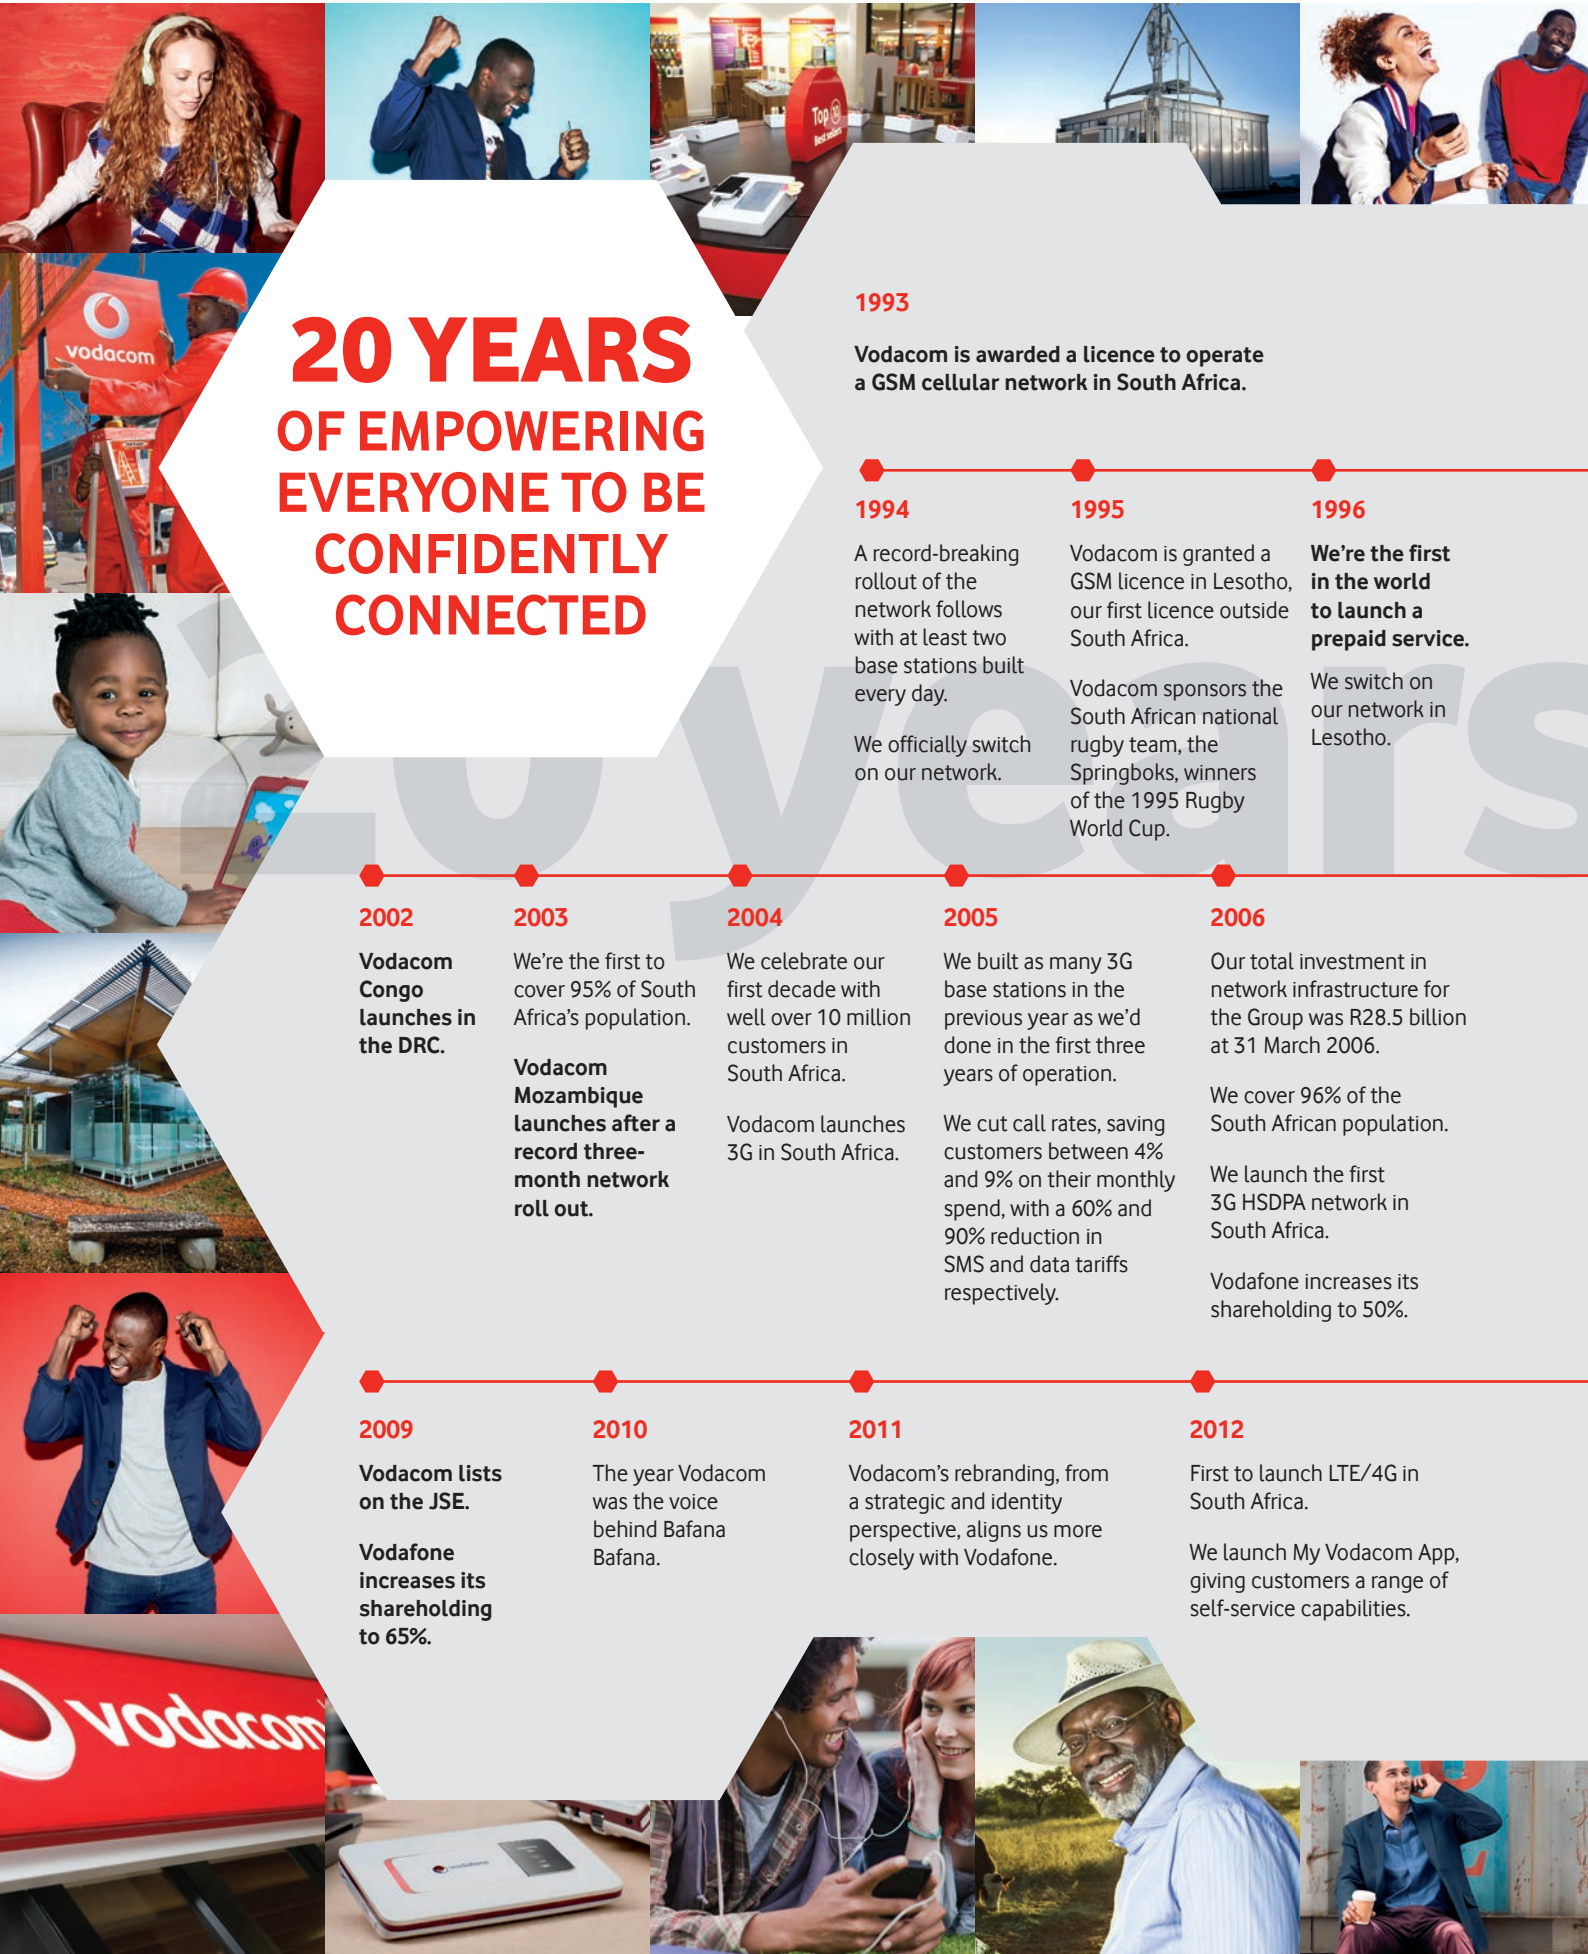 Top 10
Best sellers
vodacom
20 YEARS
OF EMPOWERING
EVERYONE TO BE
CONFIDENTLY
CONNECTED
20 years
1993
Vodacom is awarded a licence to operate
a GSM cellular network in South Africa.
1994
A record-breaking
rollout of the
network follows
with at least two
base stations built
every day.
We officially switch
on our network.
1995
Vodacom is granted a
GSM licence in Lesotho,
our first licence outside
South Africa.
Vodacom sponsors the
South African national
rugby team, the
Springboks, winners
of the 1995 Rugby
World Cup.
1996
We're the first
in the world
to launch a
prepaid service.
We switch on
our network in
Lesotho.
2002
Vodacom
Congo
launches in
the DRC.
2003
We're the first to
cover 95% of South
Africa's population.
Vodacom
Mozambique
launches after a
record three-
month network
roll out.
2004
We celebrate our
first decade with
well over 10 million
customers in
South Africa.
Vodacom launches
3G in South Africa.
2005
We built as many 3G
base stations in the
previous year as we'd
done in the first three
years of operation.
We cut call rates, saving
customers between 4%
and 9% on their monthly
spend, with a 60% and
90% reduction in
SMS and data tariffs
respectively.
2006
Our total investment in
network infrastructure for
the Group was R28.5 billion
at 31 March 2006.
We cover 96% of the
South African population.
We launch the first
3G HSDPA network in
South Africa.
Vodafone increases its
shareholding to 50%.
2009
Vodacom lists
on the JSE.
Vodafone
increases its
shareholding
to 65%.
2010
The year Vodacom
was the voice
behind Bafana
Bafana.
2011
Vodacom's rebranding, from
a strategic and identity
perspective, aligns us more
closely with Vodafone.
2012
First to launch LTE/4G in
South Africa.
We launch My Vodacom App,
giving customers a range of
self-service capabilities.
vodacom
vodafone